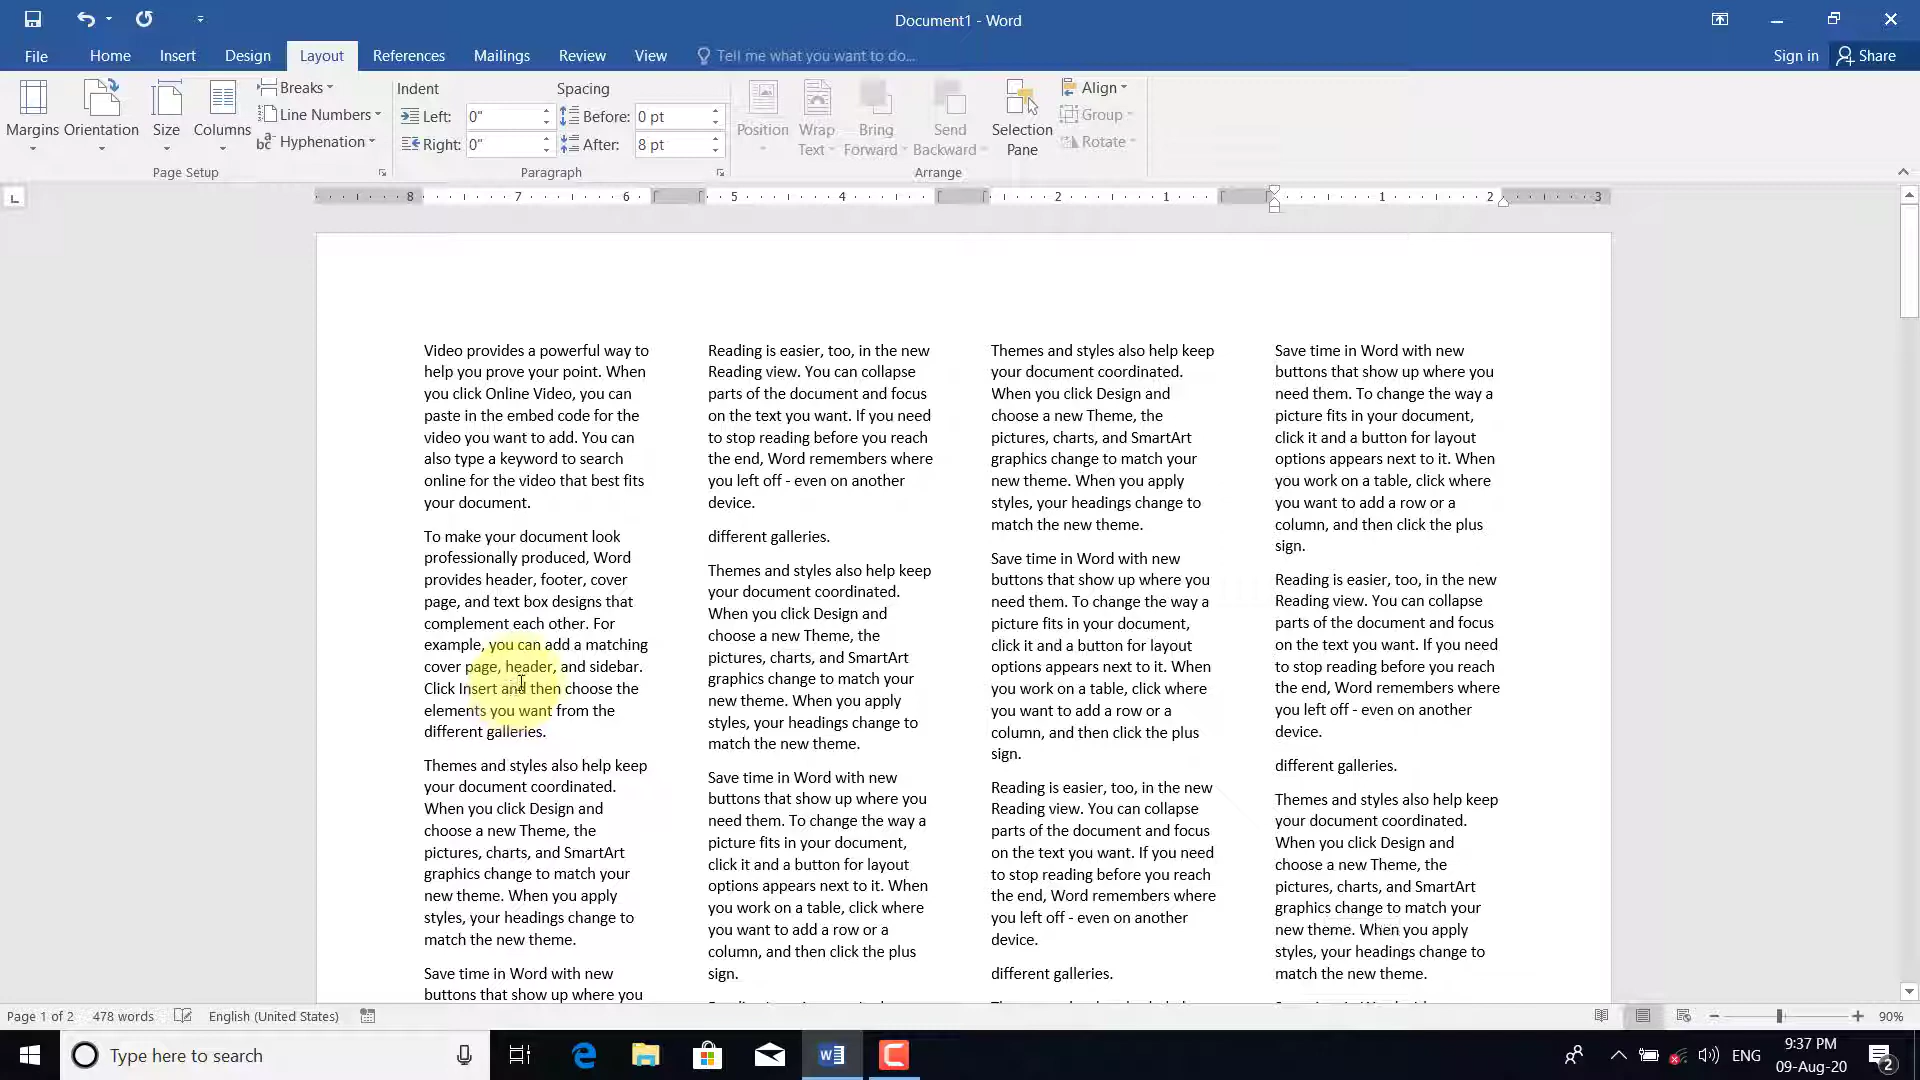 Document1 - Word
File Home Insert Design Layout References Mailings Review View Tell me what you want to do... Sign in Share
Margins
Orientation
Size
Columns
Breaks
Line Numbers
Hyphenation
Page Setup
Indent
Left: 0"
Right: 0"
Spacing
Before: 0 pt
After: 8 pt
Paragraph
Position
Wrap
Text
Bring
Forward
Send
Backward
Selection
Pane
Align
Group
Rotate
Arrange
8 7 6 5 4 2 1 1 2 3
Video provides a powerful way to
help you prove your point. When
you click Online Video, you can
paste in the embed code for the
video you want to add. You can
also type a keyword to search
online for the video that best fits
your document.
To make your document look
professionally produced, Word
provides header, footer, cover
page, and text box designs that
complement each other. For
example, you can add a matching
cover page, header, and sidebar.
Click Insert and then choose the
elements you want from the
different galleries.
Themes and styles also help keep
your document coordinated.
When you click Design and
choose a new Theme, the
pictures, charts, and SmartArt
graphics change to match your
new theme. When you apply
styles, your headings change to
match the new theme.
Save time in Word with new
buttons that show up where you
Reading is easier, too, in the new
Reading view. You can collapse
parts of the document and focus
on the text you want. If you need
to stop reading before you reach
the end, Word remembers where
you left off - even on another
device.
different galleries.
Themes and styles also help keep
your document coordinated.
When you click Design and
choose a new Theme, the
pictures, charts, and SmartArt
graphics change to match your
new theme. When you apply
styles, your headings change to
match the new theme.
Save time in Word with new
buttons that show up where you
need them. To change the way a
picture fits in your document,
click it and a button for layout
options appears next to it. When
you work on a table, click where
you want to add a row or a
column, and then click the plus
sign.
Themes and styles also help keep
your document coordinated.
When you click Design and
choose a new Theme, the
pictures, charts, and SmartArt
graphics change to match your
new theme. When you apply
styles, your headings change to
match the new theme.
Save time in Word with new
buttons that show up where you
need them. To change the way a
picture fits in your document,
click it and a button for layout
options appears next to it. When
you work on a table, click where
you want to add a row or a
column, and then click the plus
sign.
Reading is easier, too, in the new
Reading view. You can collapse
parts of the document and focus
on the text you want. If you need
to stop reading before you reach
the end, Word remembers where
you left off - even on another
device.
different galleries.
Save time in Word with new
buttons that show up where you
need them. To change the way a
picture fits in your document,
click it and a button for layout
options appears next to it. When
you work on a table, click where
you want to add a row or a
column, and then click the plus
sign.
Reading is easier, too, in the new
Reading view. You can collapse
parts of the document and focus
on the text you want. If you need
to stop reading before you reach
the end, Word remembers where
you left off - even on another
device.
different galleries.
Themes and styles also help keep
your document coordinated.
When you click Design and
choose a new Theme, the
pictures, charts, and SmartArt
graphics change to match your
new theme. When you apply
styles, your headings change to
match the new theme.
Page 1 of 2 478 words English (United States) 90%
Type here to search
ENG
9:37 PM
09-Aug-20
2